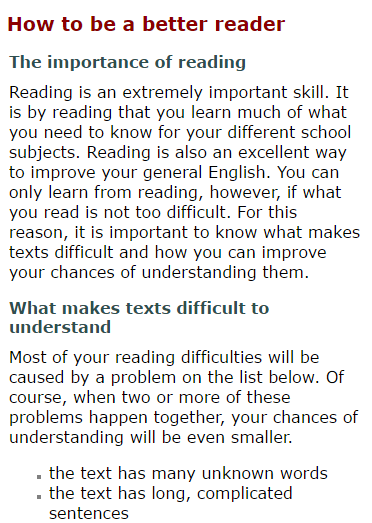 How to be a better reader
The importance of reading
Reading is an extremely important skill. It
is by reading that you learn much of what
you need to know for your different school
subjects. Reading is also an excellent way
to improve your general English. You can
only learn from reading, however, if what
you read is not too difficult. For this
reason, it is important to know what makes
texts difficult and how you can improve
your chances of understanding them.
What makes texts difficult to
understand
Most of your reading difficulties will be
caused by a problem on the list below. Of
course, when two or more of these
problems happen together, your chances of
understanding will be even smaller.
the text has many unknown words
the text has long, complicated
sentences